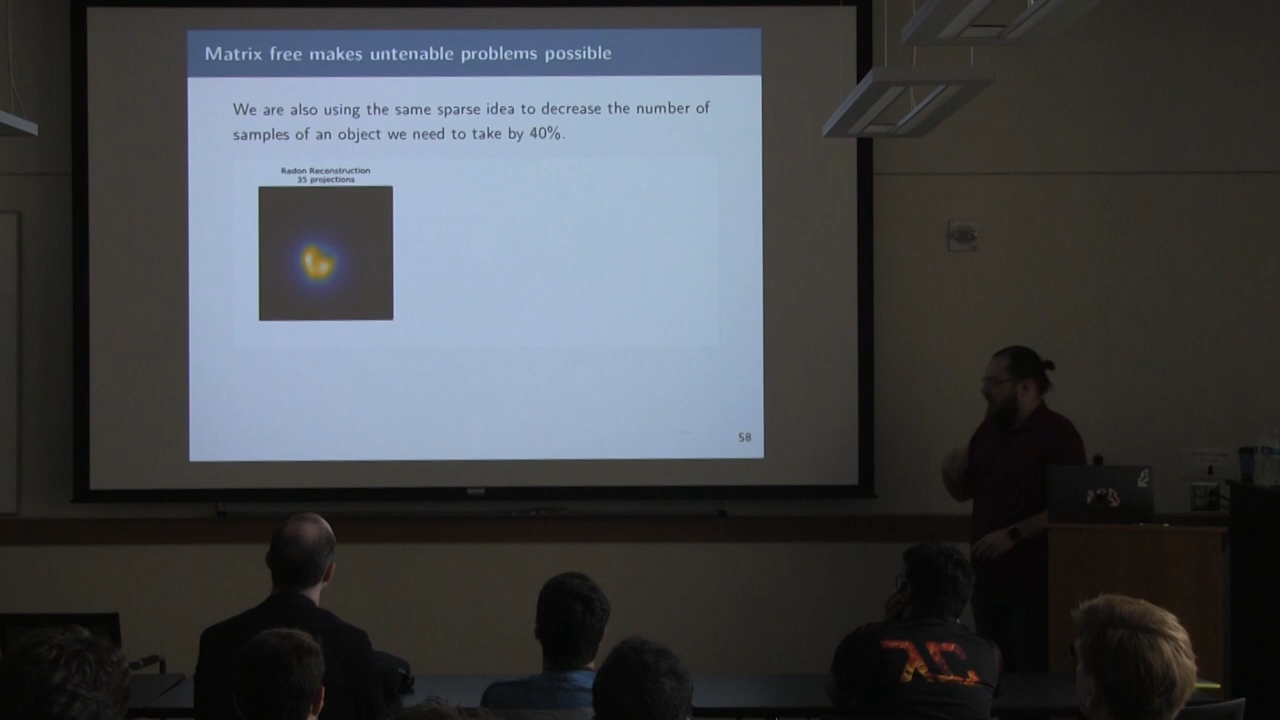 Matrix free makes untenable problems possible
We are also using the same sparse idea to decrease the number of
samples of an object we need to take by 40%.
Radon Reconstruction
35 projections
58